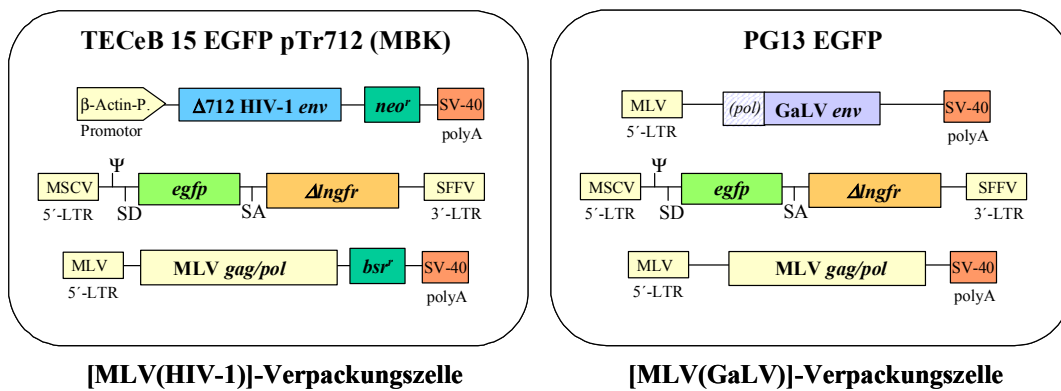 TECeB 15 EGFP pTr712 (MBK)
β-Actin-P.
Δ712 HIV-1 env
neoʳ
SV-40
Promotor
polyA
MSCV
Ψ
egfp
Δlngfr
SFFV
5´-LTR
SD
SA
3´-LTR
MLV
MLV gag/pol
bsrʳ
SV-40
5´-LTR
polyA
[MLV(HIV-1)]-Verpackungszelle
PG13 EGFP
MLV
(pol)
GaLV env
SV-40
5´-LTR
polyA
MSCV
Ψ
egfp
Δlngfr
SFFV
5´-LTR
SD
SA
3´-LTR
MLV
MLV gag/pol
SV-40
5´-LTR
polyA
[MLV(GaLV)]-Verpackungszelle